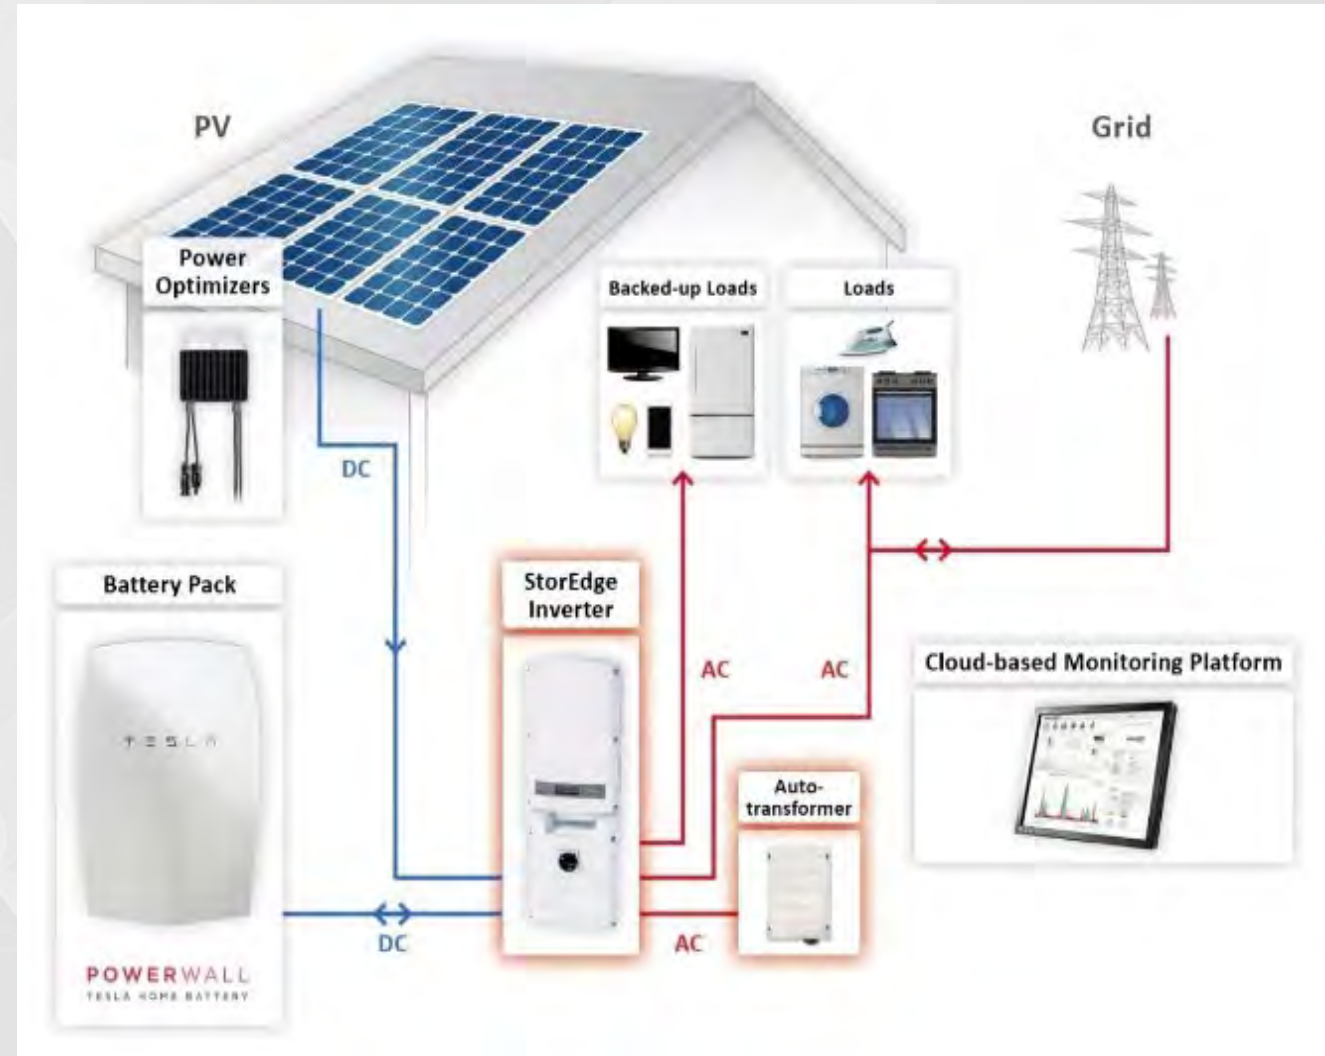 PV
Grid
Power
Optimizers
Backed-up Loads
Loads
DC
Battery Pack
StorEdge
Inverter
AC
AC
Cloud-based Monitoring Platform
TESLA
Auto-
transformer
DC
AC
POWERWALL
TESLA HOME BATTERY